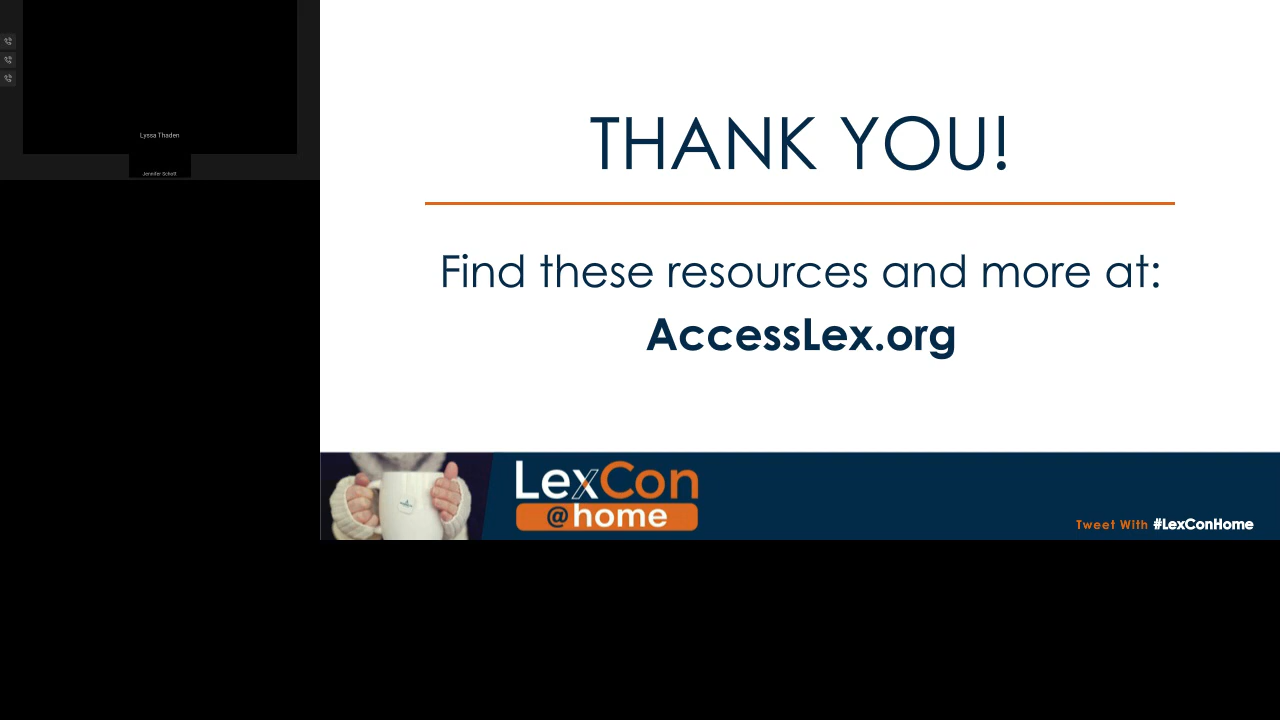 Lyssa Thaden
Jennifer Schott
THANK YOU!
Find these resources and more at:
AccessLex.org
LexCon
@home
Tweet With #LexConHome